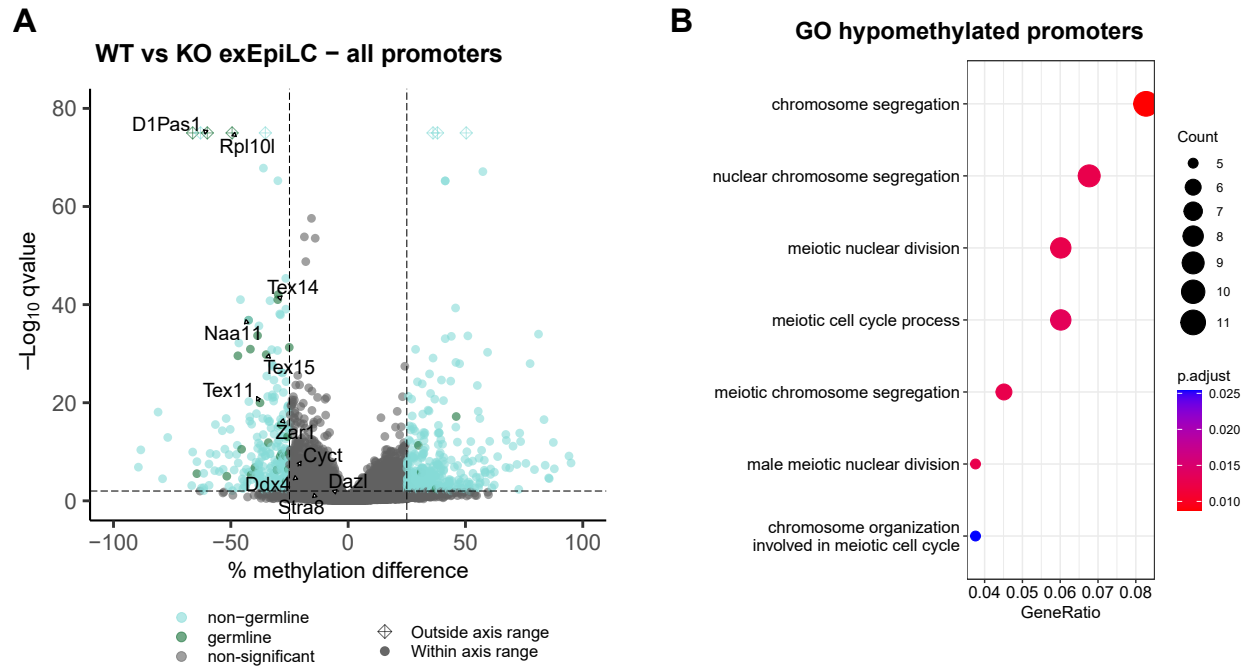 A
WT vs KO exEpiLC − all promoters
−Log10 qvalue
80
60
40
20
0
D1Pas1
Rpl10l
Tex14
Naa11
Tex15
Tex11
Zar1
Cyct
Ddx4
Dazl
Stra8
−100 −50 0 50 100
% methylation difference
non−germline
germline
non−significant
Outside axis range
Within axis range
B
GO hypomethylated promoters
chromosome segregation
nuclear chromosome segregation
meiotic nuclear division
meiotic cell cycle process
meiotic chromosome segregation
male meiotic nuclear division
chromosome organization
involved in meiotic cell cycle
0.04 0.05 0.06 0.07 0.08
GeneRatio
Count
5
6
7
8
9
10
11
p.adjust
0.025
0.020
0.015
0.010